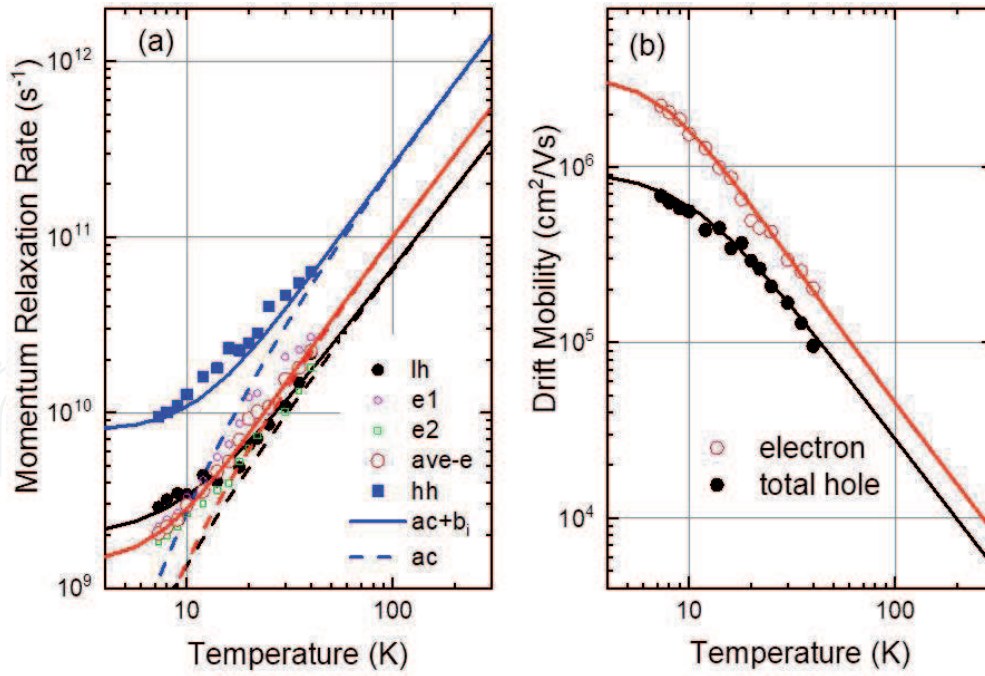 (a)
Momentum Relaxation Rate (s⁻¹)
10¹²
10¹¹
10¹⁰
10⁹
lh
e1
e2
ave-e
hh
ac+bᵢ
ac
10
100
Temperature (K)
(b)
Drift Mobility (cm²/Vs)
10⁶
10⁵
10⁴
electron
total hole
10
100
Temperature (K)